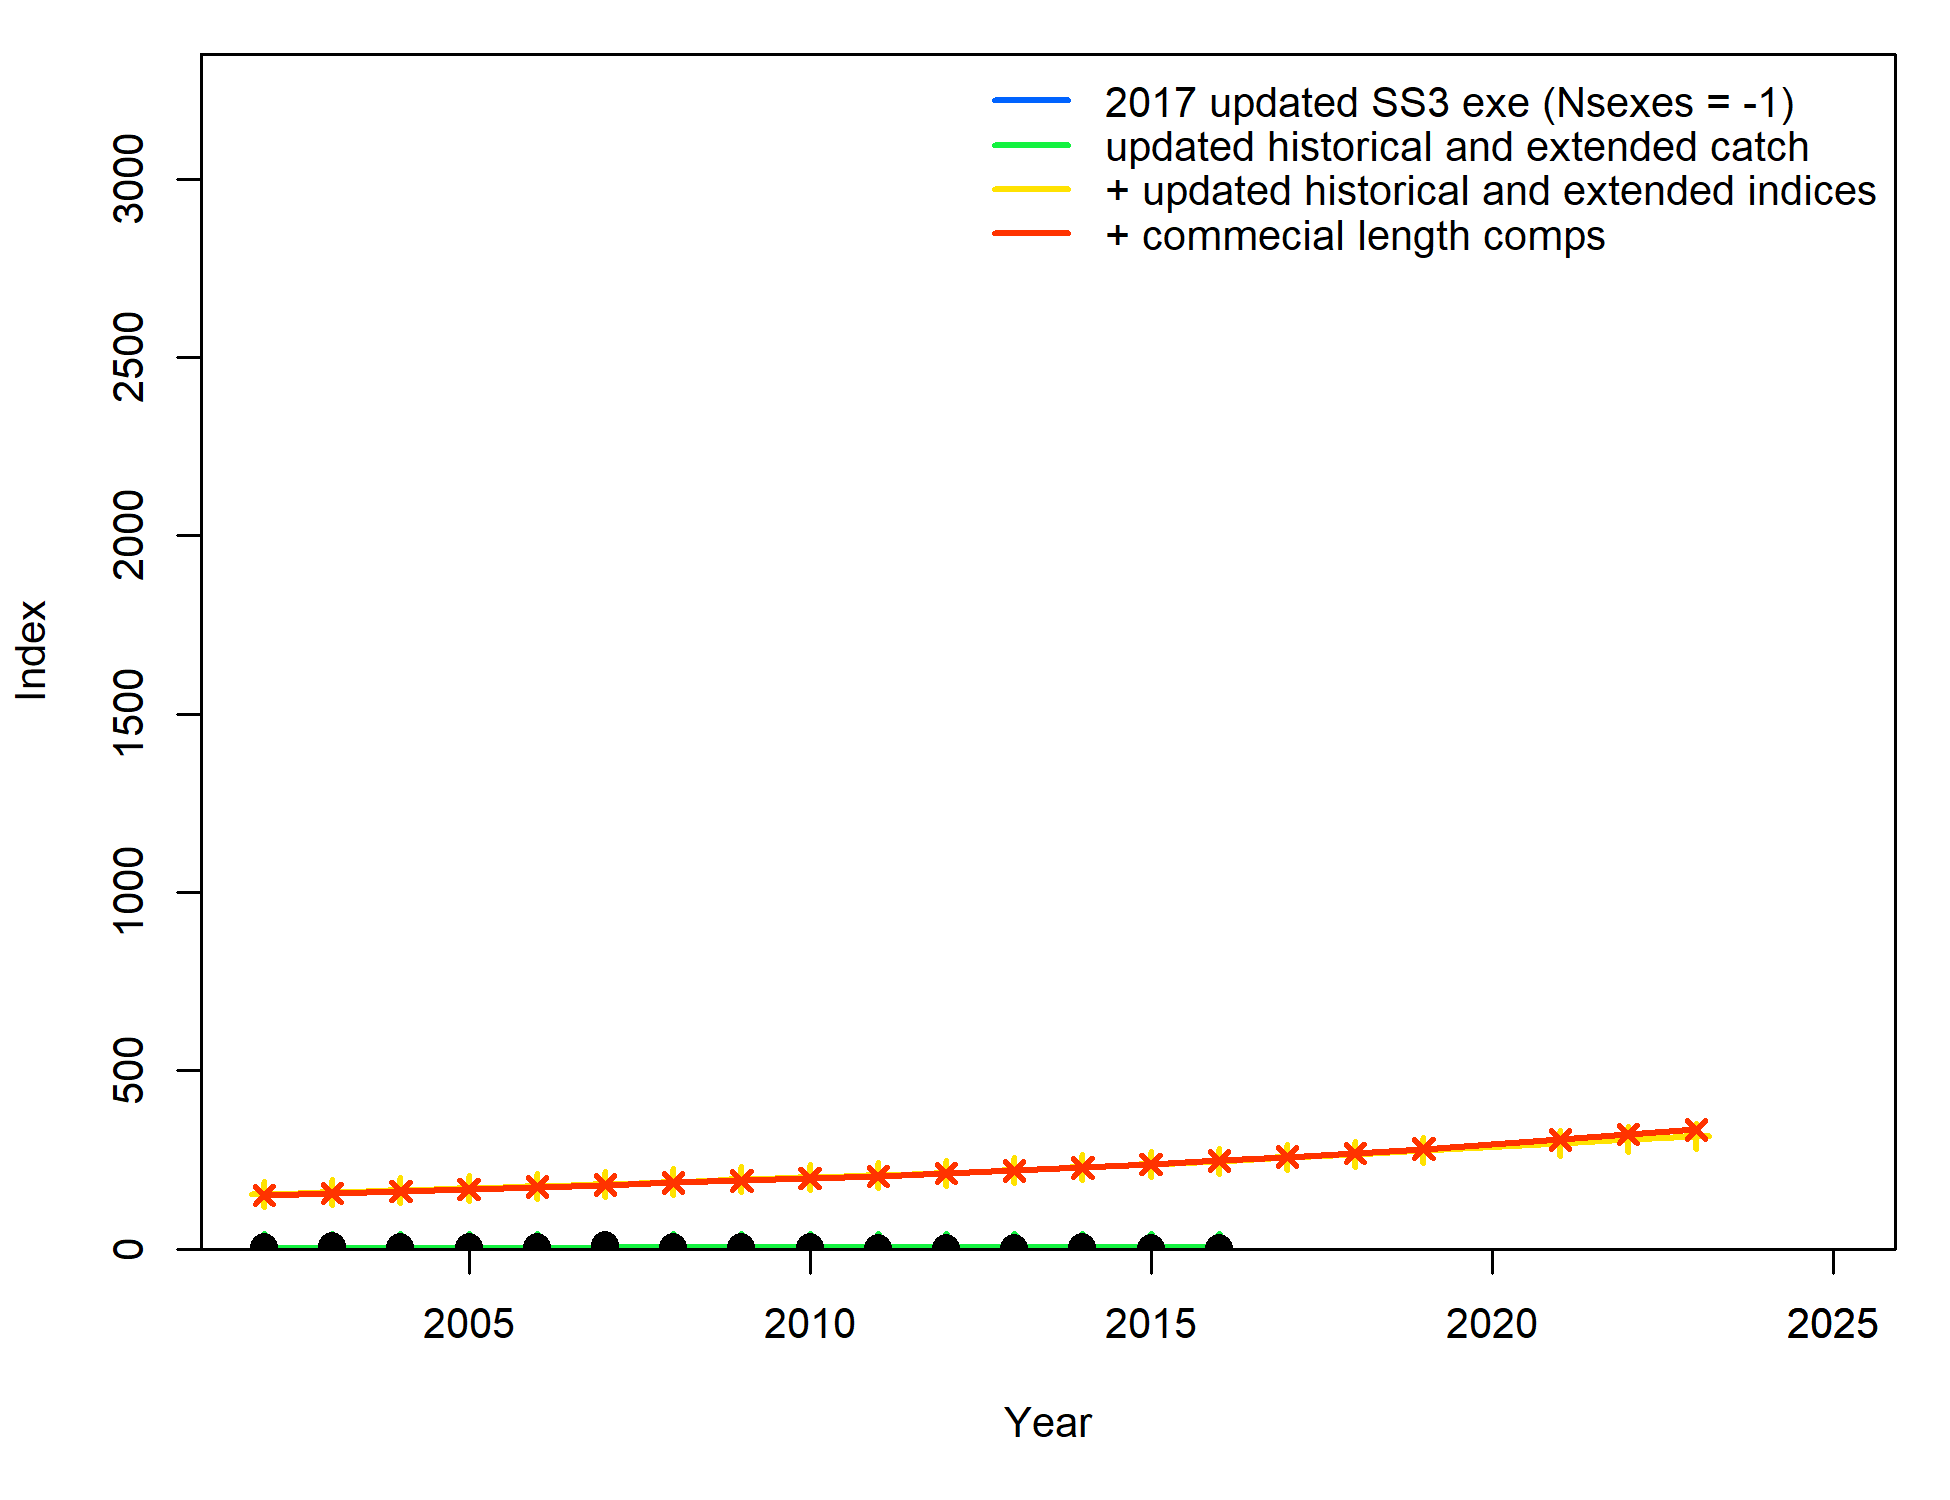 2017 updated SS3 exe (Nsexes = -1)
updated historical and extended catch
+ updated historical and extended indices
+ commecial length comps
3000
2500
2000
1500
1000
500
0
Index
2005
2010
2015
2020
2025
Year